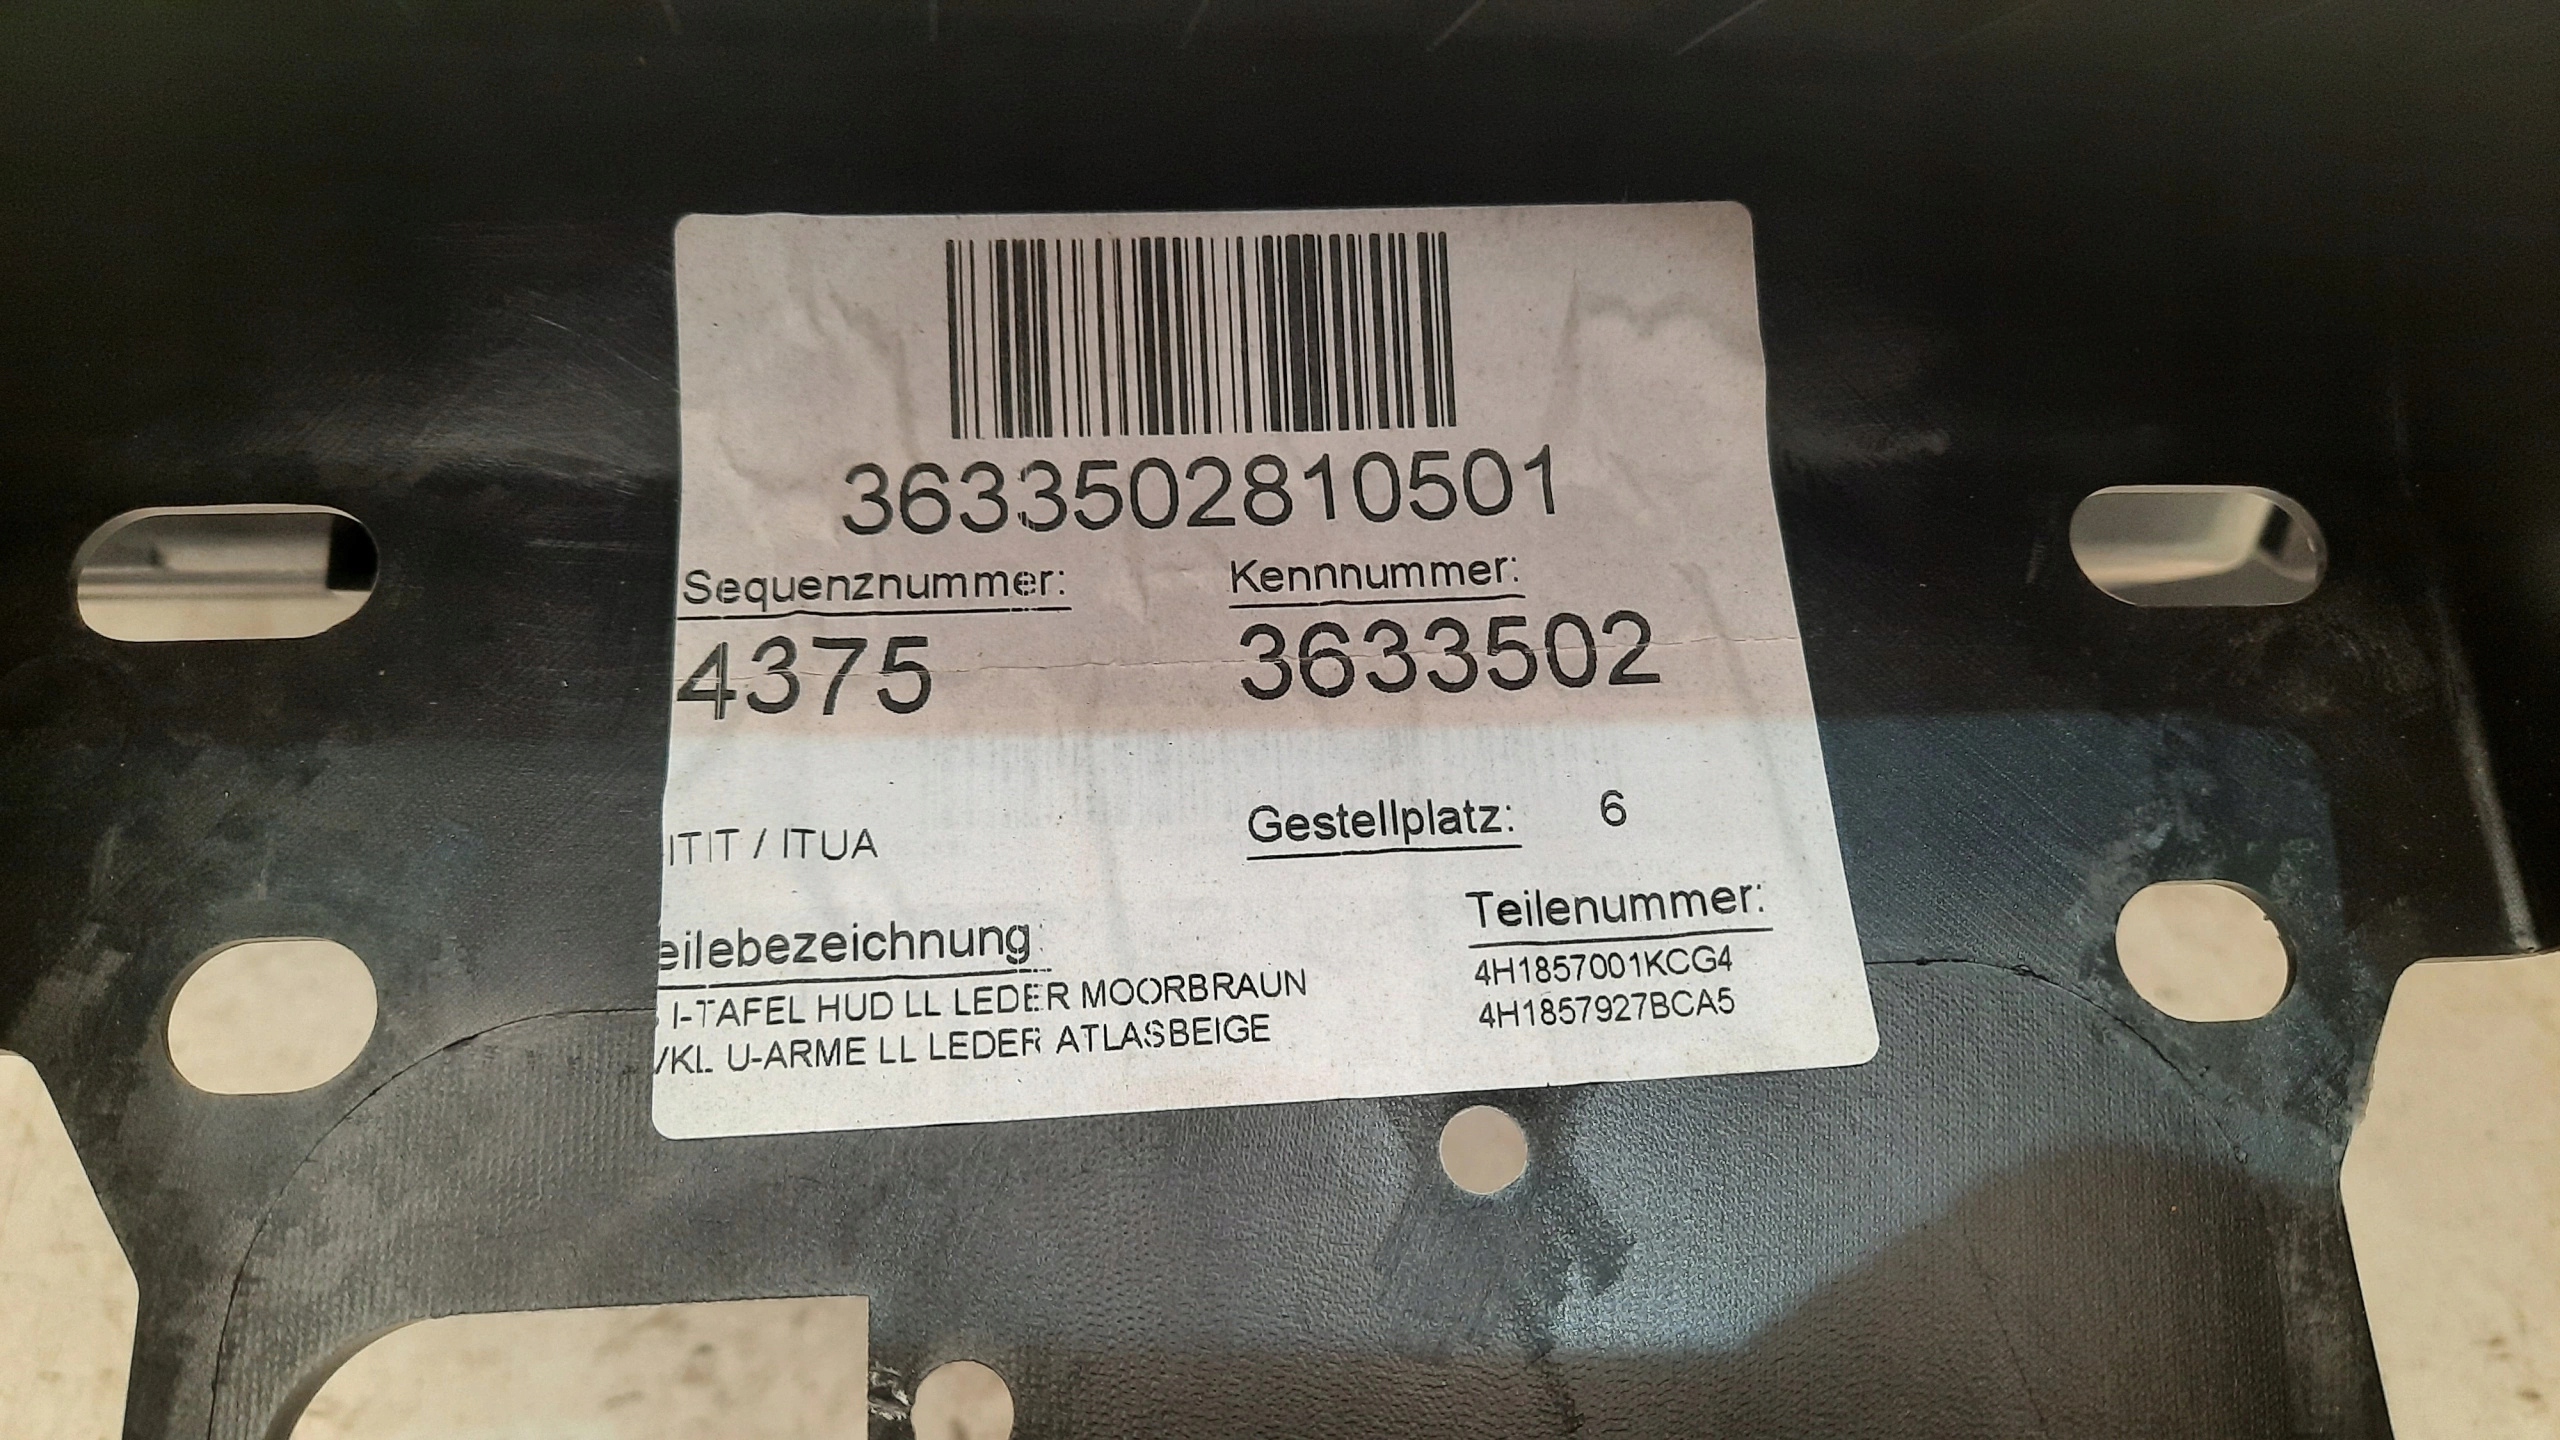 3633502810501
Sequenznummer: Kennnummer:
4375 3633502
ITIT / ITUA Gestellplatz: 6
eilebezeichnung: Teilenummer:
I-TAFEL HUD LL LEDER MOORBRAUN 4H1857001KCG4
VKL U-ARME LL LEDER ATLASBEIGE 4H1857927BCA5